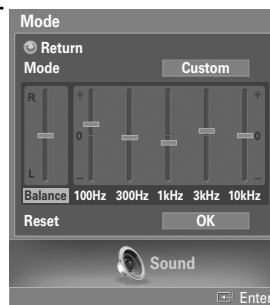 Mode
Return
Mode Custom
R + +
0 0
L - -
Balance 100Hz 300Hz 1kHz 3kHz 10kHz
Reset OK
Sound
Enter